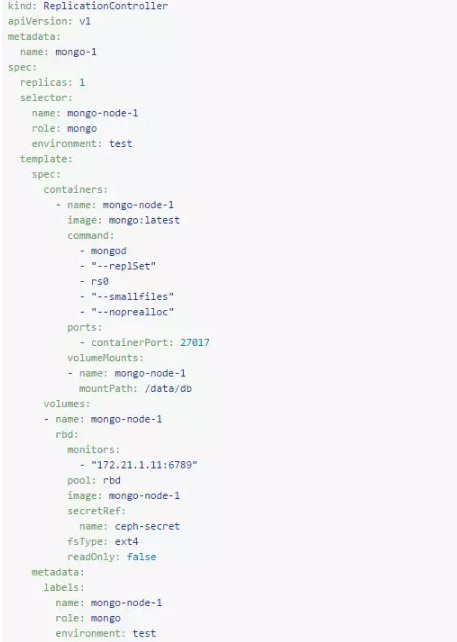 kind: ReplicationController
apiVersion: v1
metadata:
  name: mongo-1
spec:
  replicas: 1
  selector:
    name: mongo-node-1
    role: mongo
    environment: test
  template:
    spec:
      containers:
        - name: mongo-node-1
          image: mongo:latest
          command:
            - mongod
            - "--replSet"
            - rs0
            - "--smallfiles"
            - "--noprealloc"
          ports:
            - containerPort: 27017
          volumeMounts:
          - name: mongo-node-1
            mountPath: /data/db
      volumes:
      - name: mongo-node-1
        rbd:
          monitors:
            - "172.21.1.11:6789"
          pool: rbd
          image: mongo-node-1
          secretRef:
            name: ceph-secret
          fsType: ext4
          readOnly: false
    metadata:
      labels:
        name: mongo-node-1
        role: mongo
        environment: test